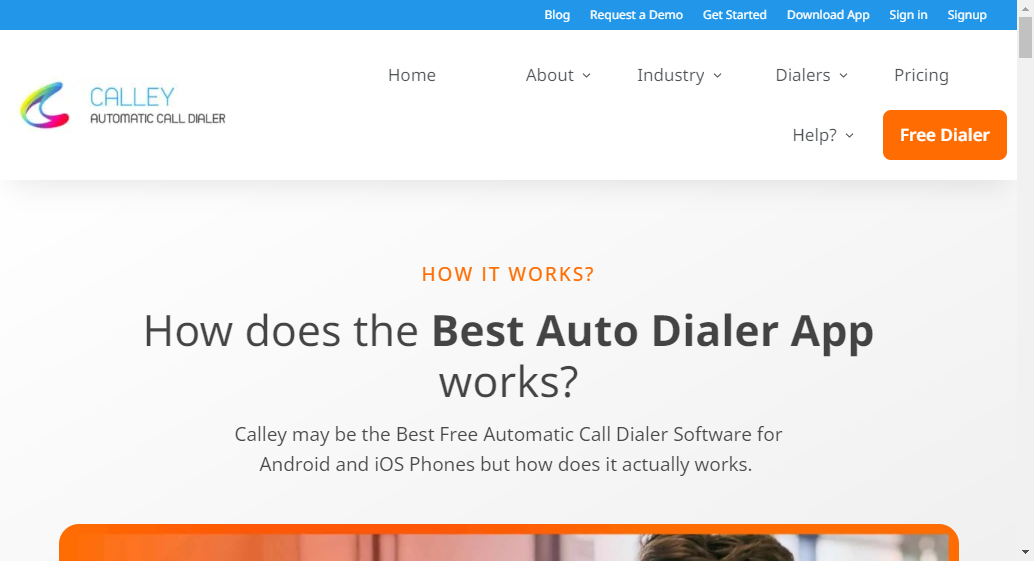 Blog Request a Demo Get Started Download App Sign in Signup
CALLEY
AUTOMATIC CALL DIALER
Home About Industry Dialers Pricing
Help? Free Dialer
HOW IT WORKS?
How does the Best Auto Dialer App
works?
Calley may be the Best Free Automatic Call Dialer Software for
Android and iOS Phones but how does it actually works.